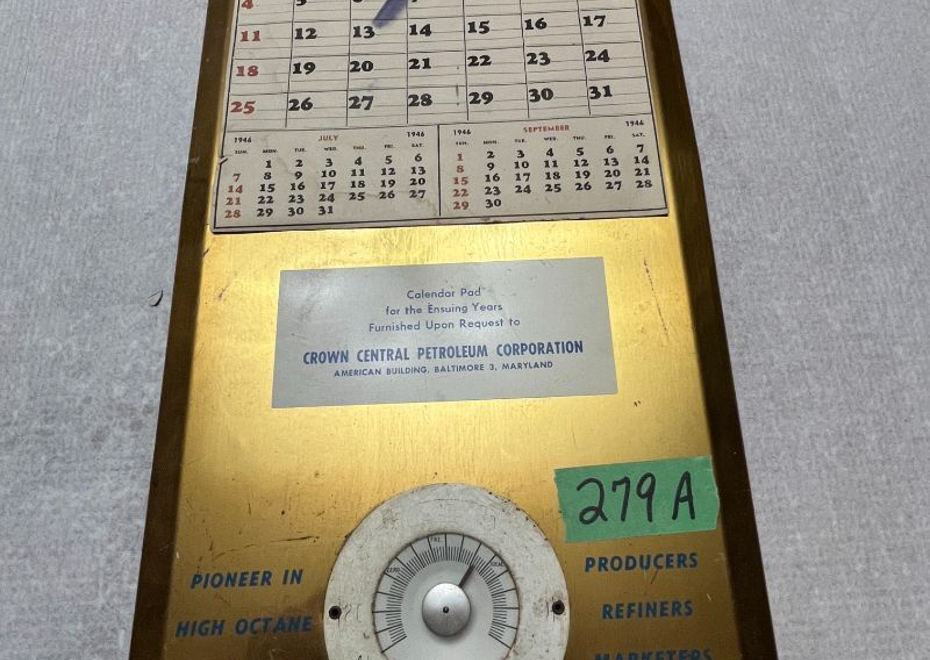 4 5 6 7
11 12 13 14 15 16 17
18 19 20 21 22 23 24
25 26 27 28 29 30 31
1946 JULY 1946
SUN. MON. TUE. WED. THU. FRI. SAT.
1 2 3 4 5 6
7 8 9 10 11 12 13
14 15 16 17 18 19 20
21 22 23 24 25 26 27
28 29 30 31
1946 SEPTEMBER 1946
SUN. MON. TUE. WED. THU. FRI. SAT.
1 2 3 4 5 6 7
8 9 10 11 12 13 14
15 16 17 18 19 20 21
22 23 24 25 26 27 28
29 30
Calendar Pad
for the Ensuing Years
Furnished Upon Request to
CROWN CENTRAL PETROLEUM CORPORATION
AMERICAN BUILDING, BALTIMORE 3, MARYLAND
279A
PIONEER IN
HIGH OCTANE
PRODUCERS
REFINERS
MARKETERS